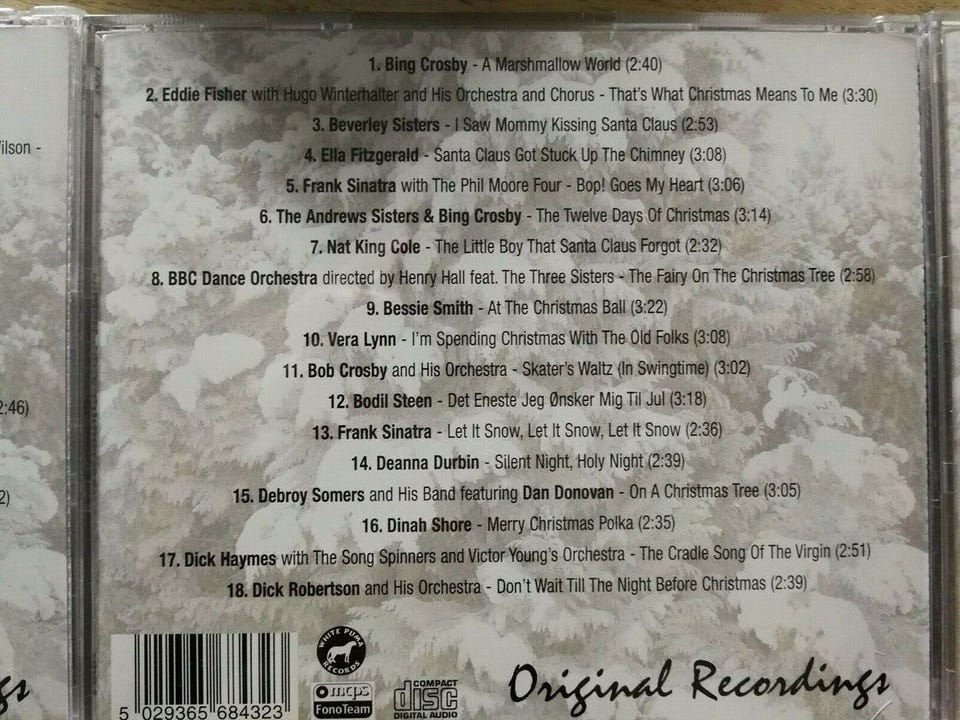 1. Bing Crosby - A Marshmallow World (2:40)
2. Eddie Fisher with Hugo Winterhalter and His Orchestra and Chorus - That's What Christmas Means To Me (3:30)
3. Beverley Sisters - I Saw Mommy Kissing Santa Claus (2:53)
Wilson -
4. Ella Fitzgerald - Santa Claus Got Stuck Up The Chimney (3:08)
5. Frank Sinatra with The Phil Moore Four - Bop! Goes My Heart (3:06)
6. The Andrews Sisters & Bing Crosby - The Twelve Days Of Christmas (3:14)
7. Nat King Cole - The Little Boy That Santa Claus Forgot (2:32)
8. BBC Dance Orchestra directed by Henry Hall feat. The Three Sisters - The Fairy On The Christmas Tree (2:58)
9. Bessie Smith - At The Christmas Ball (3:22)
10. Vera Lynn - I'm Spending Christmas With The Old Folks (3:08)
11. Bob Crosby and His Orchestra - Skater's Waltz (In Swingtime) (3:02)
12. Bodil Steen - Det Eneste Jeg Ønsker Mig Til Jul (3:18)
2:46)
13. Frank Sinatra - Let It Snow, Let It Snow, Let It Snow (2:36)
14. Deanna Durbin - Silent Night, Holy Night (2:39)
15. Debroy Somers and His Band featuring Dan Donovan - On A Christmas Tree (3:05)
2)
16. Dinah Shore - Merry Christmas Polka (2:35)
17. Dick Haymes with The Song Spinners and Victor Young's Orchestra - The Cradle Song Of The Virgin (2:51)
18. Dick Robertson and His Orchestra - Don't Wait Till The Night Before Christmas (2:39)
WHITE PUMA
RECORDS
gs
mcps
FonoTeam
COMPACT
disc
DIGITAL AUDIO
Original Recordings
5 029365 684323